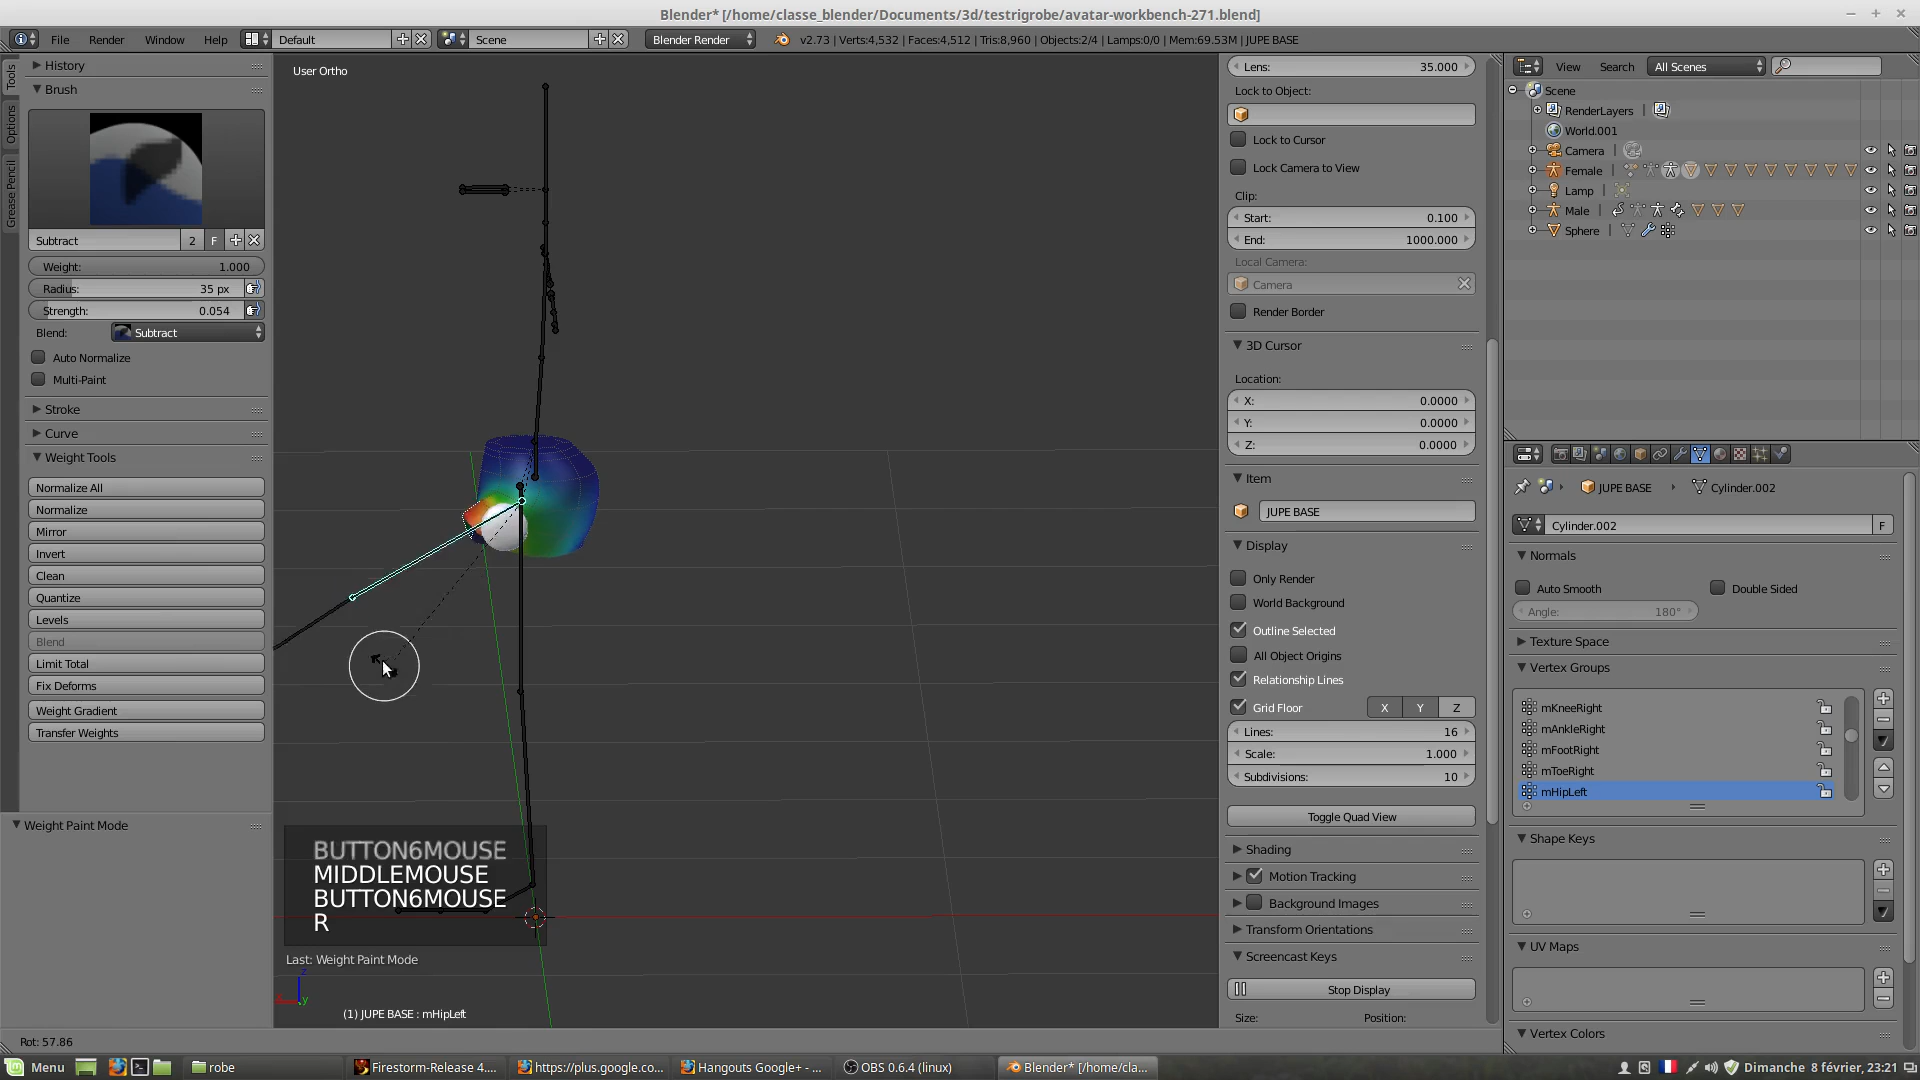 Blender* [/home/classe_blender/Documents/3d/testrigrobe/avatar-workbench-271.blend]
File Render Window Help Default Scene Blender Render v2.73 | Verts:4,532 | Faces:4,512 | Tris:8,960 | Objects:2/4 | Lamps:0/0 | Mem:69.53M | JUPE BASE
Tools
Options
Grease Pencil
History
Brush
Subtract 2 F
Weight: 1.000
Radius: 35 px
Strength: 0.054
Blend: Subtract
Auto Normalize
Multi-Paint
Stroke
Curve
Weight Tools
Normalize All
Normalize
Mirror
Invert
Clean
Quantize
Levels
Blend
Limit Total
Fix Deforms
Weight Gradient
Transfer Weights
Weight Paint Mode
User Ortho
BUTTON6MOUSE
MIDDLEMOUSE
BUTTON6MOUSE
R
Last: Weight Paint Mode
z
y
(1) JUPE BASE : mHipLeft
Rot: 57.86
Lens: 35.000
Lock to Object:
Lock to Cursor
Lock Camera to View
Clip:
Start: 0.100
End: 1000.000
Local Camera:
Camera
Render Border
3D Cursor
Location:
X: 0.0000
Y: 0.0000
Z: 0.0000
Item
JUPE BASE
Display
Only Render
World Background
Outline Selected
All Object Origins
Relationship Lines
Grid Floor X Y Z
Lines: 16
Scale: 1.000
Subdivisions: 10
Toggle Quad View
Shading
Motion Tracking
Background Images
Transform Orientations
Screencast Keys
Stop Display
Size: Position:
View Search All Scenes
Scene
RenderLayers
World.001
Camera
Female
Lamp
Male
Sphere
JUPE BASE Cylinder.002
Cylinder.002 F
Normals
Auto Smooth Double Sided
Angle: 180°
Texture Space
Vertex Groups
mKneeRight
mAnkleRight
mFootRight
mToeRight
mHipLeft
Shape Keys
UV Maps
Vertex Colors
Menu robe Firestorm-Release 4.... https://plus.google.co... Hangouts Google+ - ... OBS 0.6.4 (linux) Blender* [/home/cla... Dimanche 8 février, 23:21